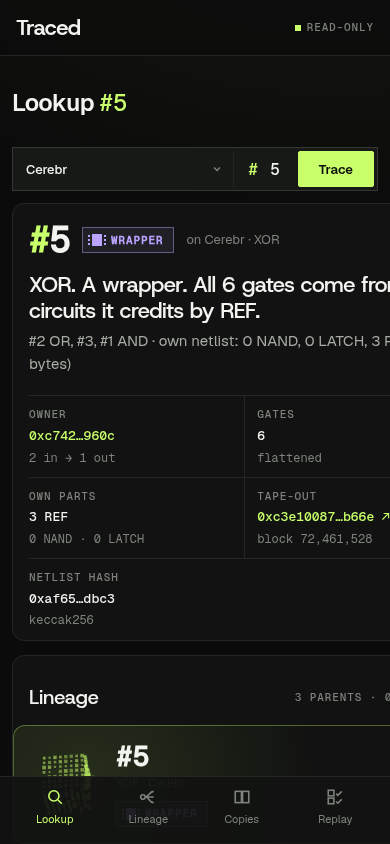 Traced
READ-ONLY
Lookup #5
Cerebr
# 5
Trace
#5
WRAPPER
on Cerebr · XOR
XOR. A wrapper. All 6 gates come
circuits it credits by REF.
#2 OR, #3, #1 AND · own netlist: 0 NAND, 0 LATCH, 3
bytes)
OWNER
0xc742…960c
2 in → 1 out
GATES
6
flattened
OWN PARTS
3 REF
0 NAND · 0 LATCH
TAPE-OUT
0xc3e10087…b66e ↗
block 72,461,528
NETLIST HASH
0xaf65…dbc3
keccak256
Lineage
3 PARENTS ·
#5
WRAPPER
Lookup
Lineage
Copies
Replay